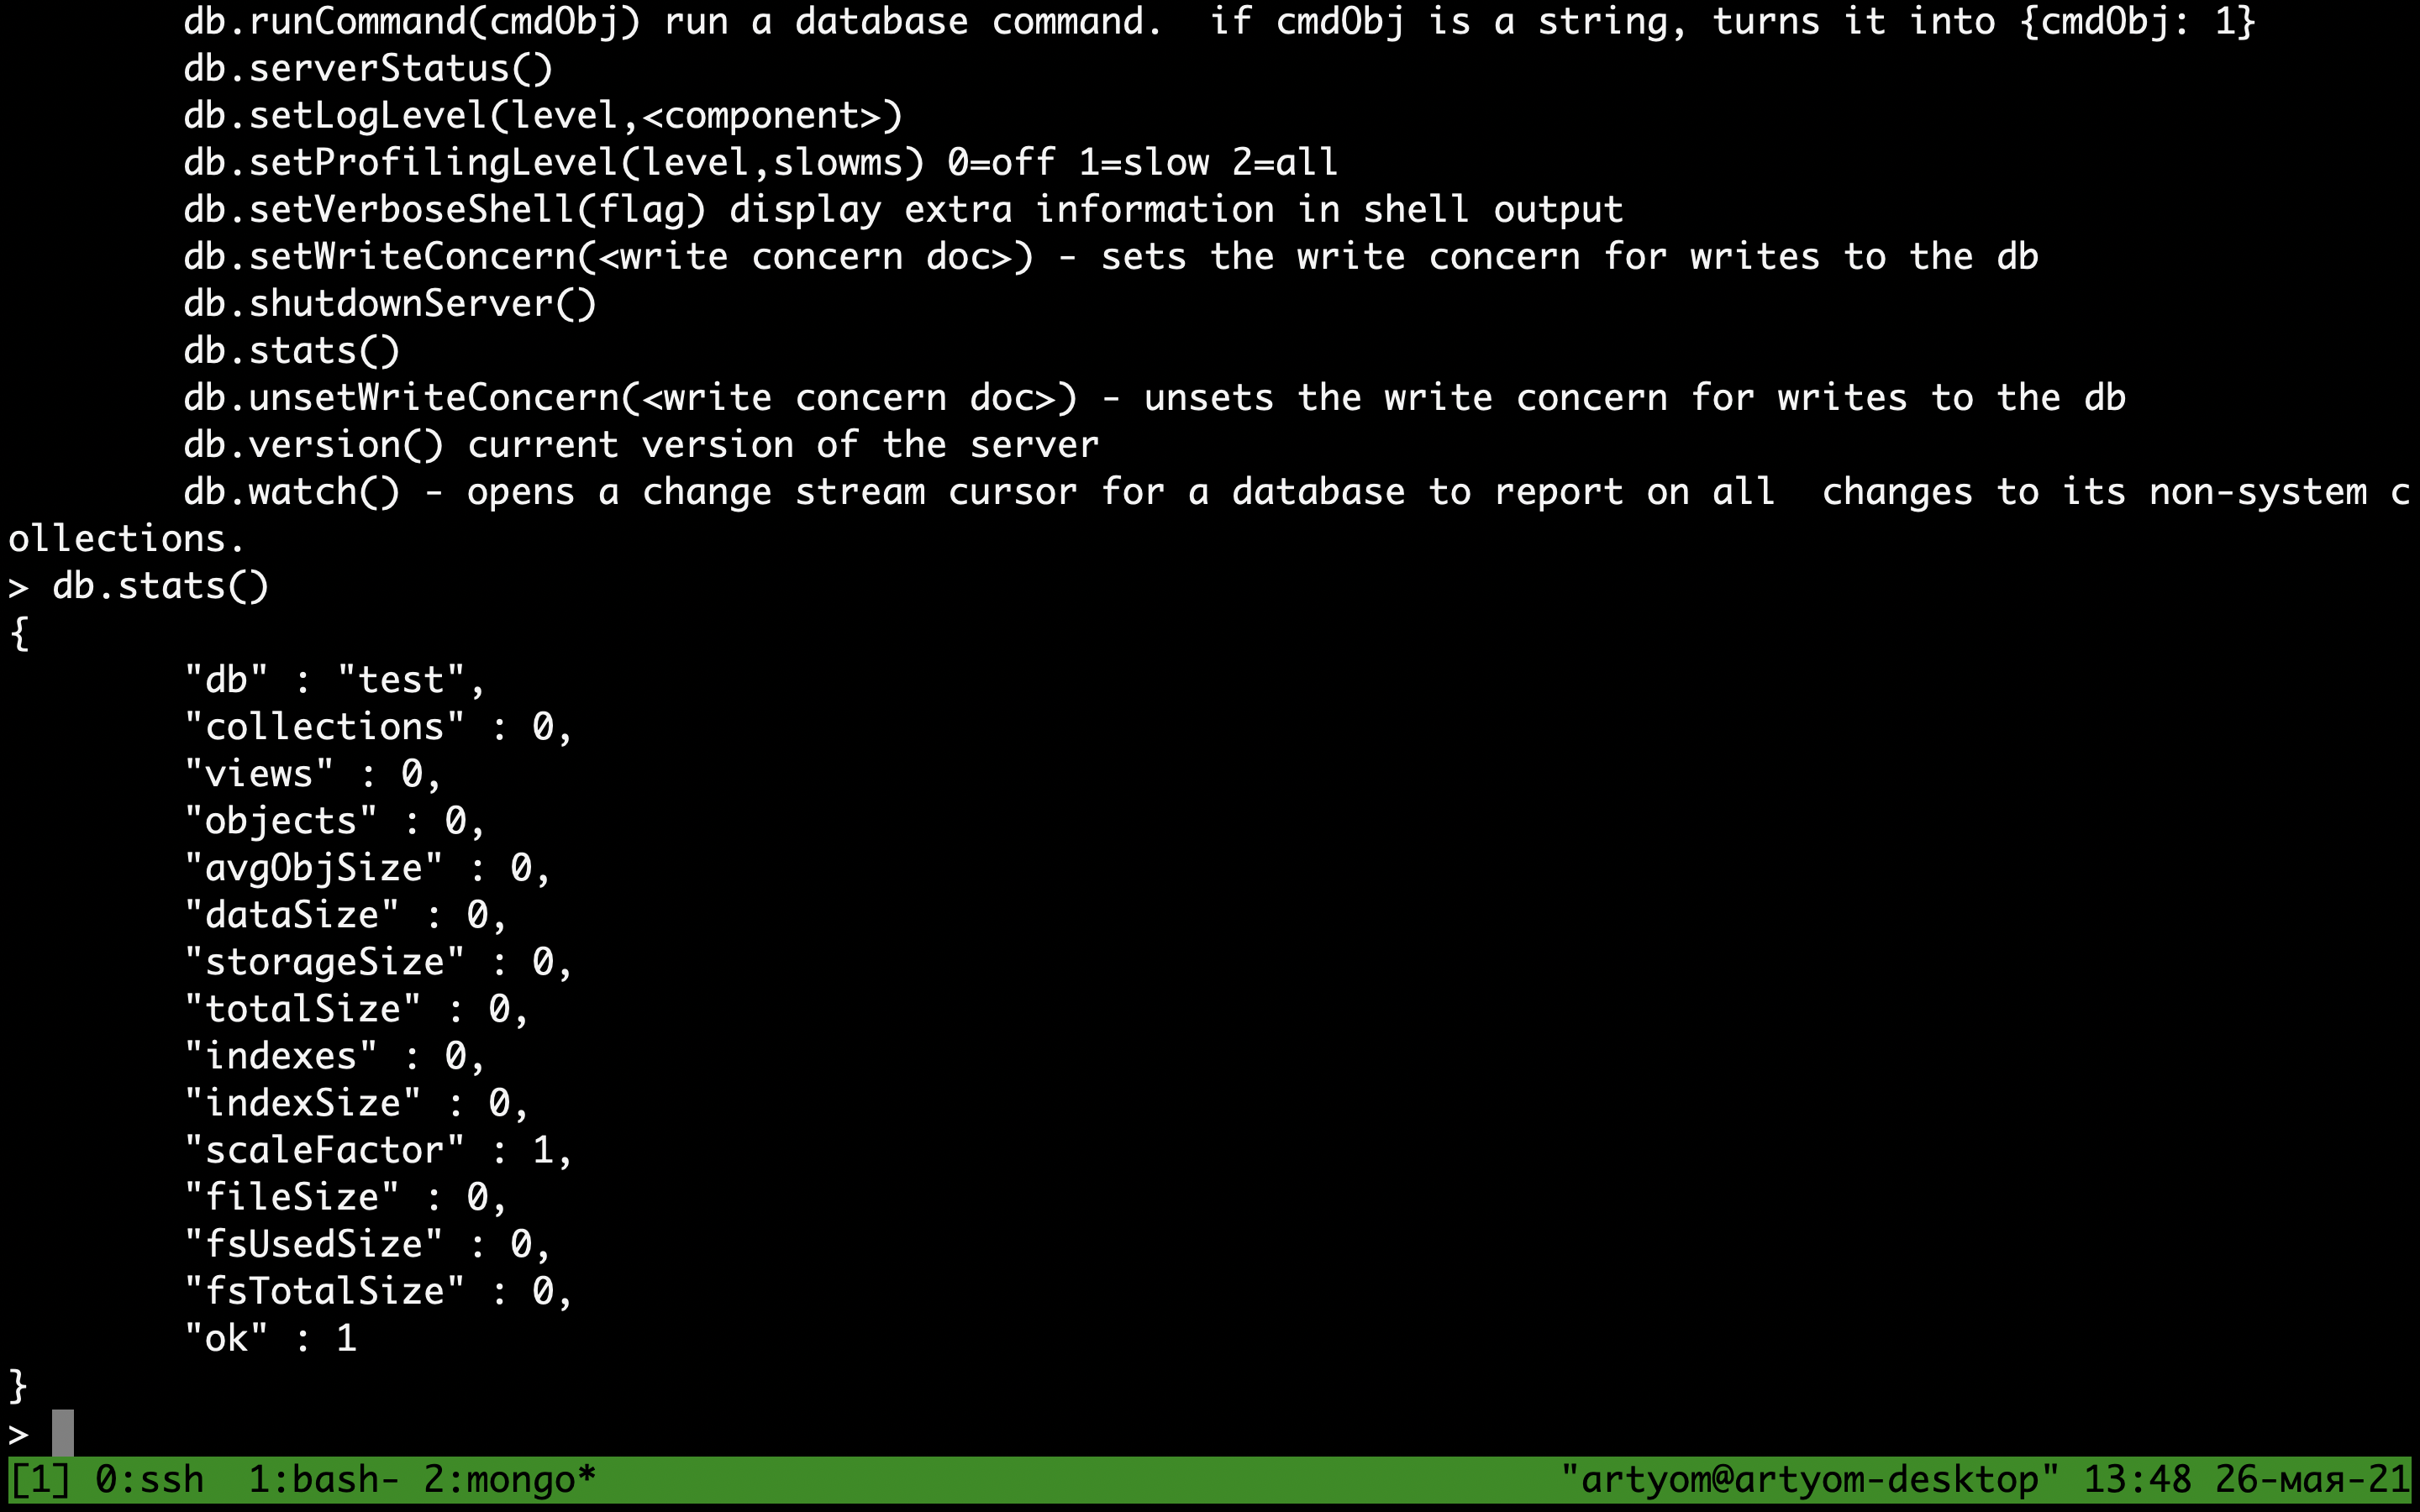 db.runCommand(cmdObj) run a database command.  if cmdObj is a string, turns it into {cmdObj: 1}
db.serverStatus()
db.setLogLevel(level,<component>)
db.setProfilingLevel(level,slowms) 0=off 1=slow 2=all
db.setVerboseShell(flag) display extra information in shell output
db.setWriteConcern(<write concern doc>) - sets the write concern for writes to the db
db.shutdownServer()
db.stats()
db.unsetWriteConcern(<write concern doc>) - unsets the write concern for writes to the db
db.version() current version of the server
db.watch() - opens a change stream cursor for a database to report on all  changes to its non-system c
ollections.
> db.stats()
{
"db" : "test",
"collections" : 0,
"views" : 0,
"objects" : 0,
"avgObjSize" : 0,
"dataSize" : 0,
"storageSize" : 0,
"totalSize" : 0,
"indexes" : 0,
"indexSize" : 0,
"scaleFactor" : 1,
"fileSize" : 0,
"fsUsedSize" : 0,
"fsTotalSize" : 0,
"ok" : 1
}
>
[1] 0:ssh  1:bash- 2:mongo* "artyom@artyom-desktop" 13:48 26-мая-21